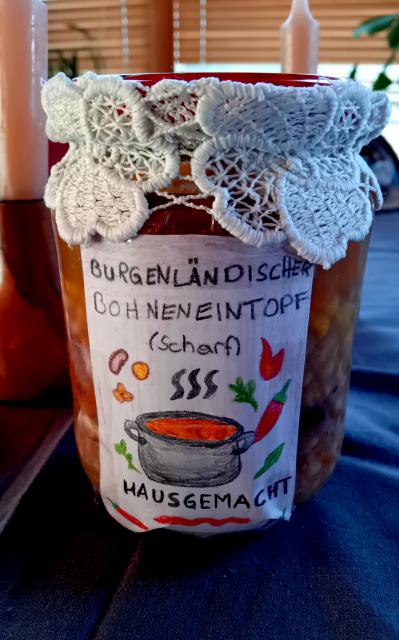 BURGENLÄNDISCHER
BOHNENEINTOPF
(Scharf)
HAUSGEMACHT